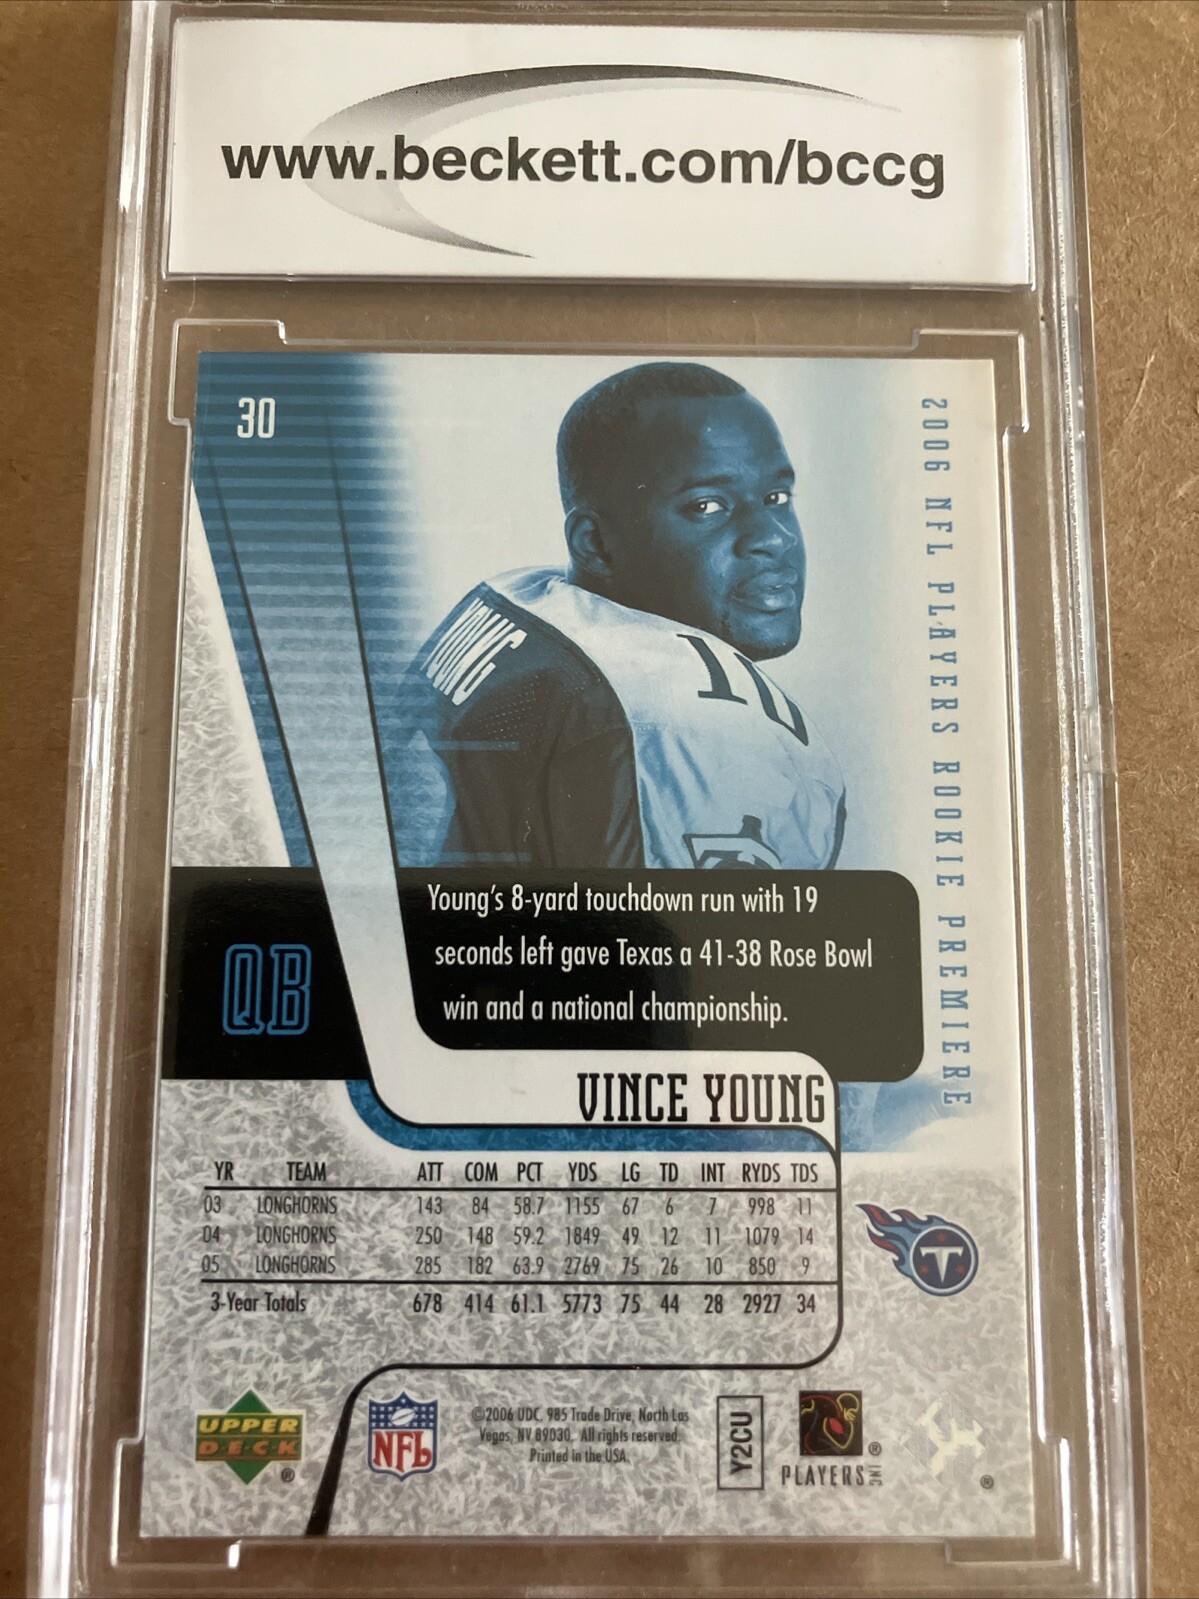 www.beckett.com/bccg
30
2006 NFL PLAYERS ROOKIE PREMIERE
YOUNG
10
QB
Young's 8-yard touchdown run with 19
seconds left gave Texas a 41-38 Rose Bowl
win and a national championship.
VINCE YOUNG
YR TEAM ATT COM PCT YDS LG TD INT RYDS TDS
03 LONGHORNS 143 84 58.7 1155 67 6 7 998 11
04 LONGHORNS 250 148 59.2 1849 49 12 11 1079 14
05 LONGHORNS 285 182 63.9 2769 75 26 10 850 9
3-Year Totals 678 414 61.1 5773 75 44 28 2927 34
T
UPPER
DECK
®
NFL
©2006 UDC. 985 Trade Drive, North Las
Vegas, NV 89030. All rights reserved.
Printed in the USA.
Y2CU
PLAYERS INC
®
®